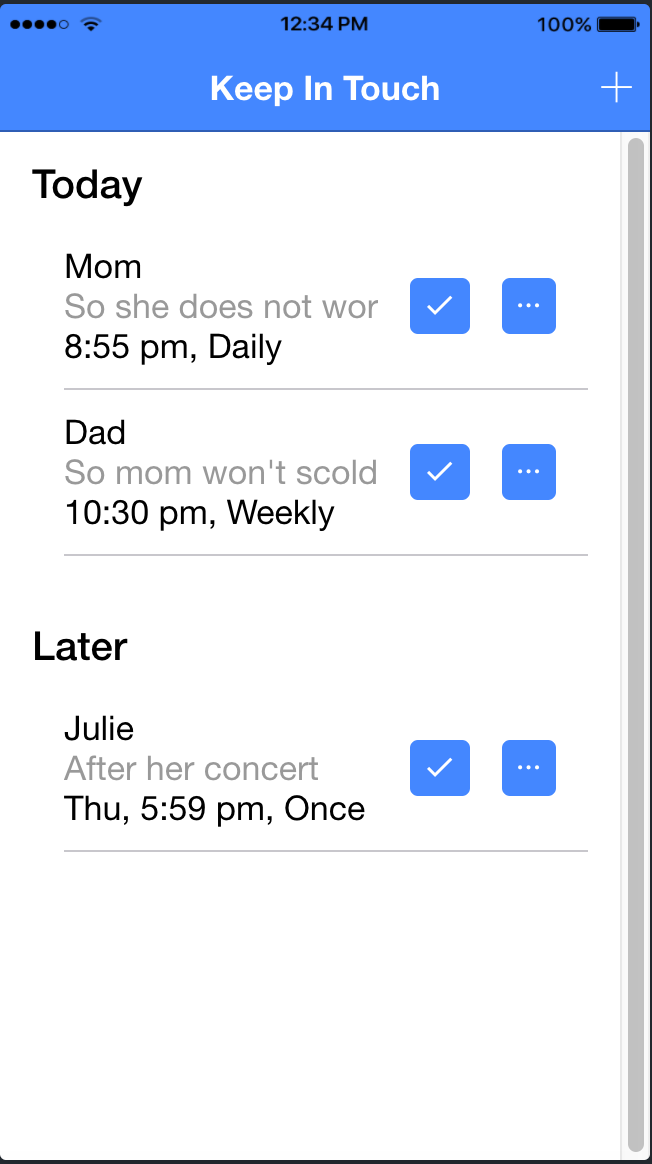 12:34 PM
100%
Keep In Touch
Today
Mom
So she does not wor
8:55 pm, Daily
Dad
So mom won't scold
10:30 pm, Weekly
Later
Julie
After her concert
Thu, 5:59 pm, Once